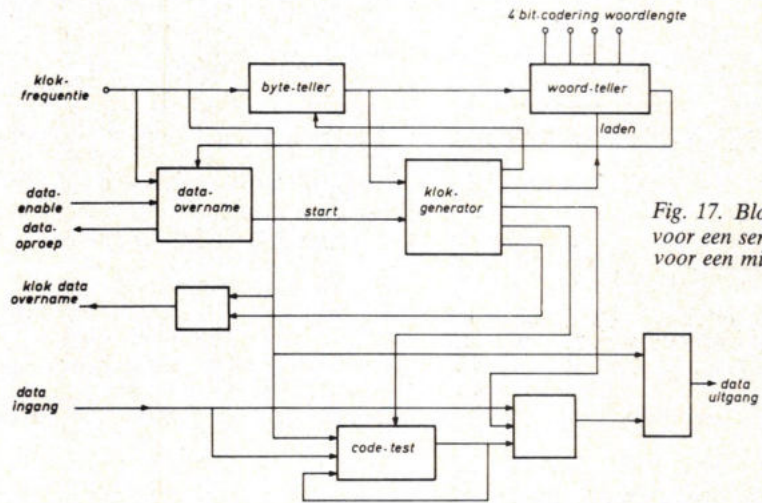 4 bit-codering woordlengte
klok-
frequentie
byte-teller
woord-teller
laden
data-
enable
data-
oproep
data-
overname
start
klok-
generator
Fig. 17. Blo
voor een ser
voor een mi
klok data
overname
data
ingang
code-test
data
uitgang